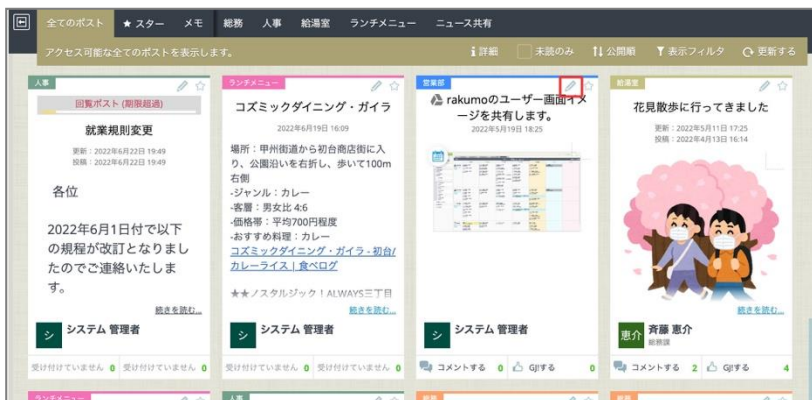 全てのポスト ★ スター メモ 総務 人事 給湯室 ランチメニュー ニュース共有
アクセス可能な全てのポストを表示します。 詳細 未読のみ 公開順 表示フィルタ 更新する
人事
回覧ポスト (期限超過)
就業規則変更
更新:2022年6月22日 19:49
投稿:2022年6月22日 19:49
各位
2022年6月1日付で以下
の規程が改訂となりまし
たのでご連絡いたしま
す。
続きを読む...
シ システム 管理者
受け付けていません 0 受け付けていません 0
ランチメニュー
コズミックダイニング・ガイラ
2022年6月19日 16:09
場所:甲州街道から初台商店街に入
り、公園沿いを右折し、歩いて100m
右側
-ジャンル:カレー
-客層:男女比 4:6
-価格帯:平均700円程度
-おすすめ料理:カレー
コズミックダイニング・ガイラ - 初台/
カレーライス | 食べログ
★★ノスタルジック!ALWAYS三丁目
続きを読む...
シ システム 管理者
受け付けていません 0 受け付けていません 0
営業部
rakumoのユーザー画面イメ
ージを共有します。
2022年5月19日 18:25
シ システム 管理者
コメントする 0 GJする 0
給湯室
花見散歩に行ってきました
更新:2022年5月11日 17:25
投稿:2022年4月13日 16:14
続きを読む...
恵介 斉藤 恵介
総務課
コメントする 2 GJする 4
ランチメニュー
人事
総務
総務